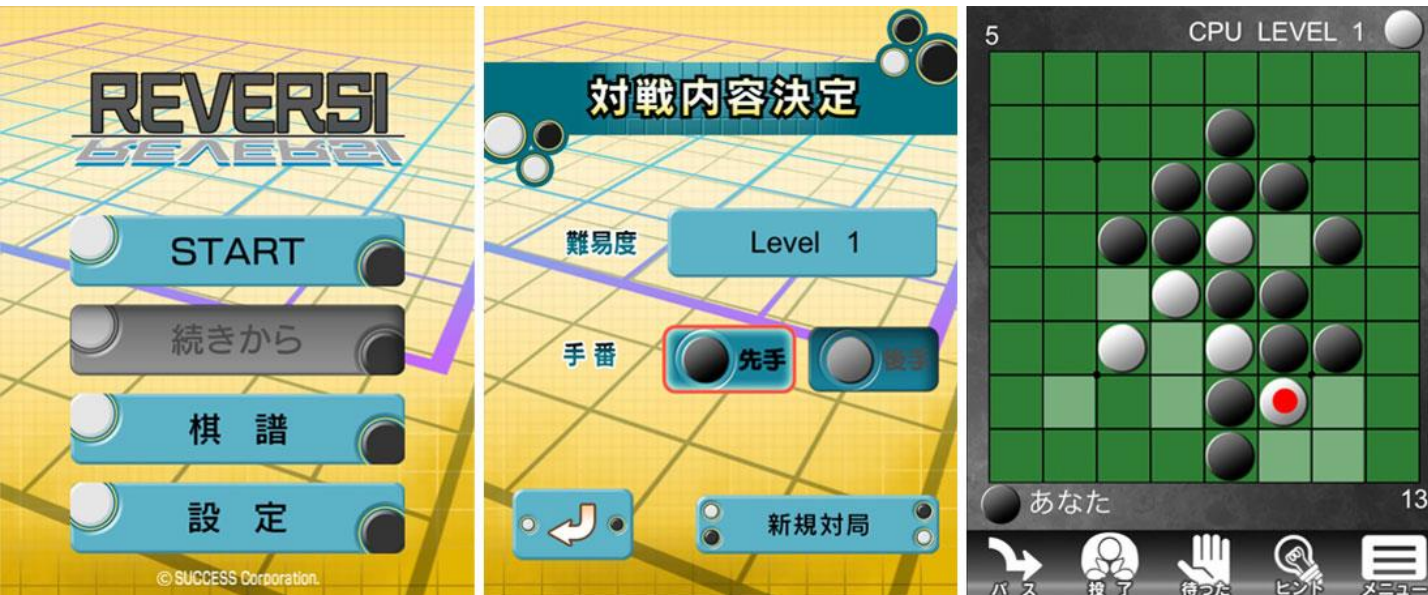 REVERSI
START
続きから
棋 譜
設 定
© SUCCESS Corporation.
対戦内容決定
難易度
Level 1
手番
先手
後手
新規対局
5
CPU LEVEL 1
あなた
13
パス
投了
待った
ヒント
メニュー